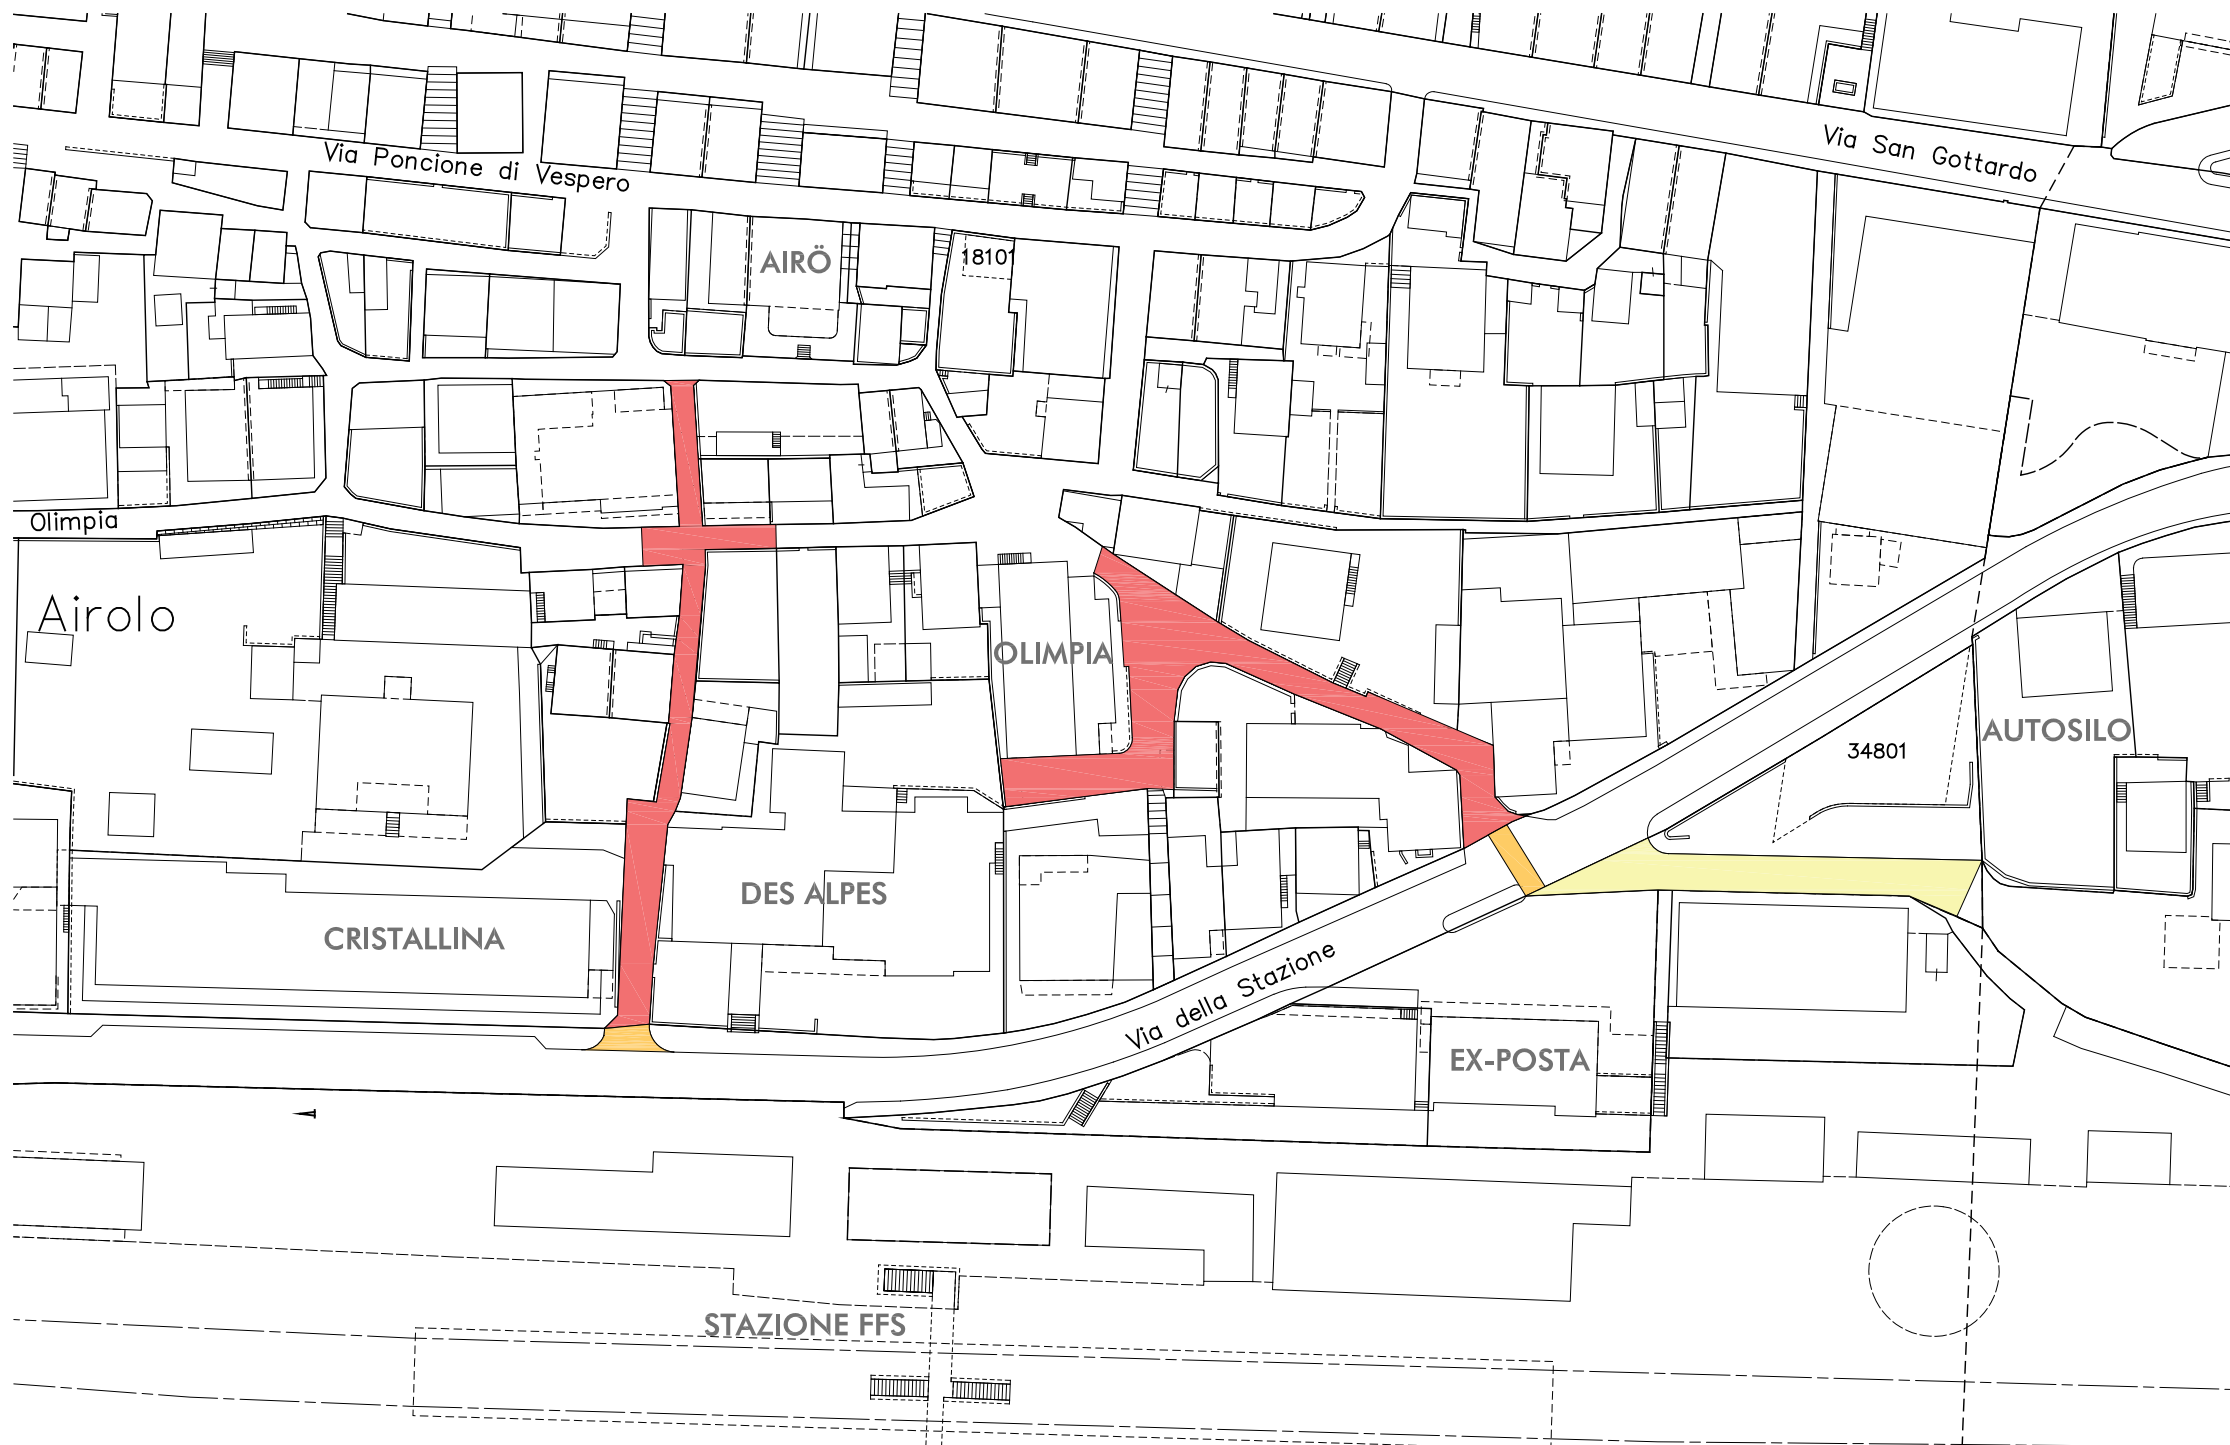 Via San Gottardo
Via Poncione di Vespero
AIRÖ
18101
Olimpia
Airolo
OLIMPIA
AUTOSILO
34801
DES ALPES
CRISTALLINA
Via della Stazione
EX-POSTA
STAZIONE FFS